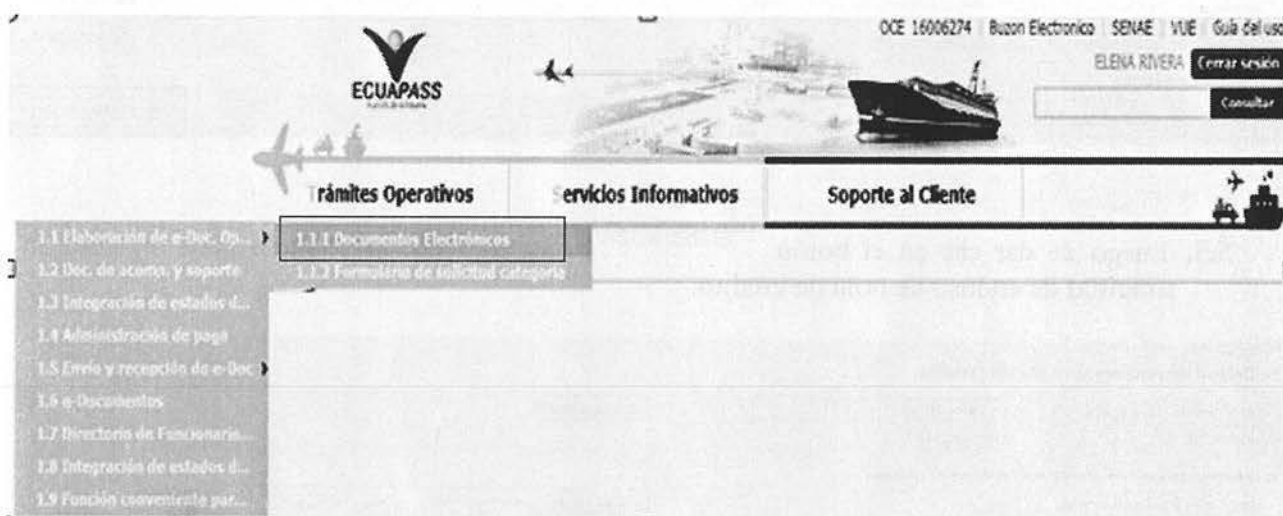 OCE 16006274 | Buzon Electronico | SENAE | VUE | Guía del uso
ELENA RIVERA Cerrar sesión
Consultar
ECUAPASS
Trámites Operativos
Servicios Informativos
Soporte al Cliente
1.1 Elaboración de e-Doc. Op...
1.1.1 Documentos Electrónicos
1.2 Doc. de acomp. y soporte
1.1.2 Formulario de solicitud categoria
1.3 Integración de estados d...
1.4 Administración de pago
1.5 Envío y recepción de e-Doc
1.6 e-Documentos
1.7 Directorio de Funcionario...
1.8 Integración de estados d...
1.9 Función conveniente par...